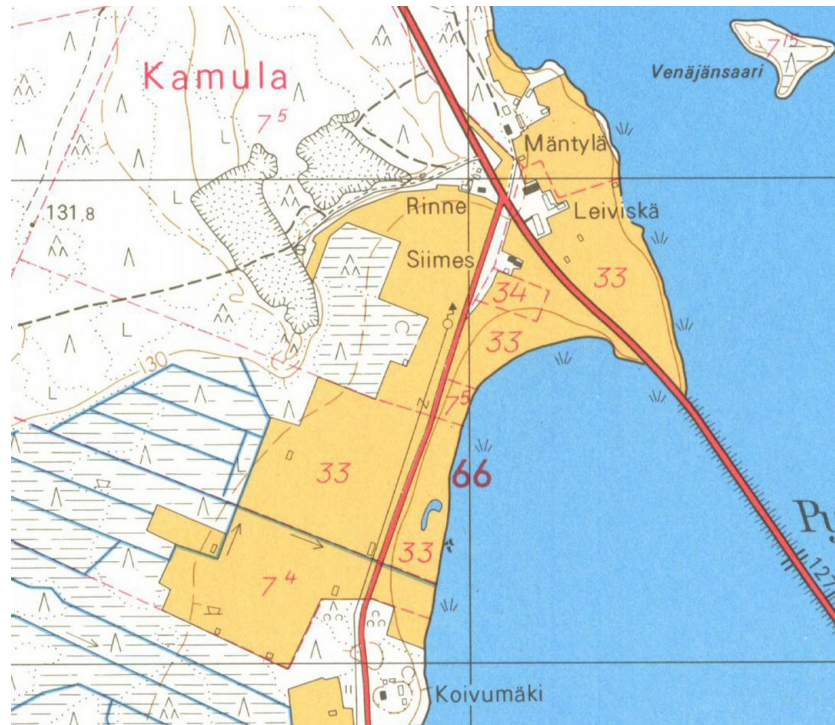 7¹⁵
Venäjänsaari
Kamula
7⁵
Mäntylä
131.8
Rinne
Leiviskä
Siimes
33
34
33
130
7⁵
33
66
33
7⁴
Koivumäki